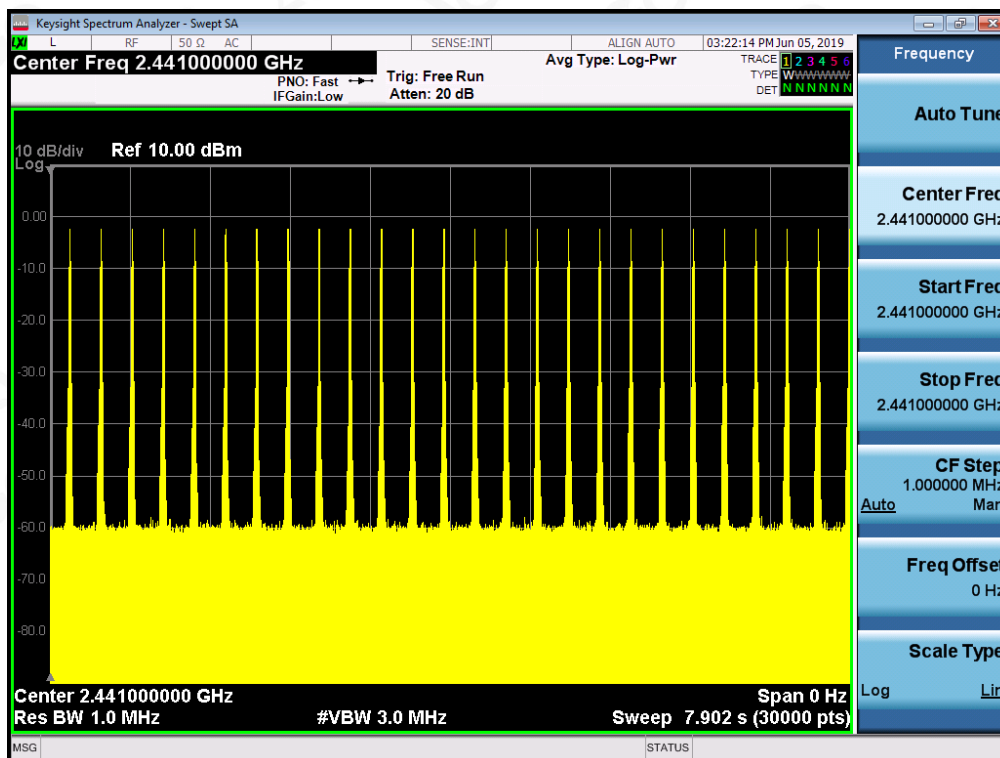 Keysight Spectrum Analyzer - Swept SA
LXI L RF 50 Ω AC SENSE:INT ALIGN AUTO 03:22:14 PM Jun 05, 2019
Center Freq 2.441000000 GHz
PNO: Fast
IFGain:Low
Trig: Free Run
Atten: 20 dB
Avg Type: Log-Pwr
TRACE 1 2 3 4 5 6
TYPE WWWWWW
DET N N N N N N
10 dB/div
Log
Ref 10.00 dBm
0.00
-10.0
-20.0
-30.0
-40.0
-50.0
-60.0
-70.0
-80.0
Center 2.441000000 GHz
Span 0 Hz
Res BW 1.0 MHz
#VBW 3.0 MHz
Sweep 7.902 s (30000 pts)
MSG
STATUS
Frequency
Auto Tune
Center Freq
2.441000000 GHz
Start Freq
2.441000000 GHz
Stop Freq
2.441000000 GHz
CF Step
1.000000 MHz
Auto Man
Freq Offset
0 Hz
Scale Type
Log Lin